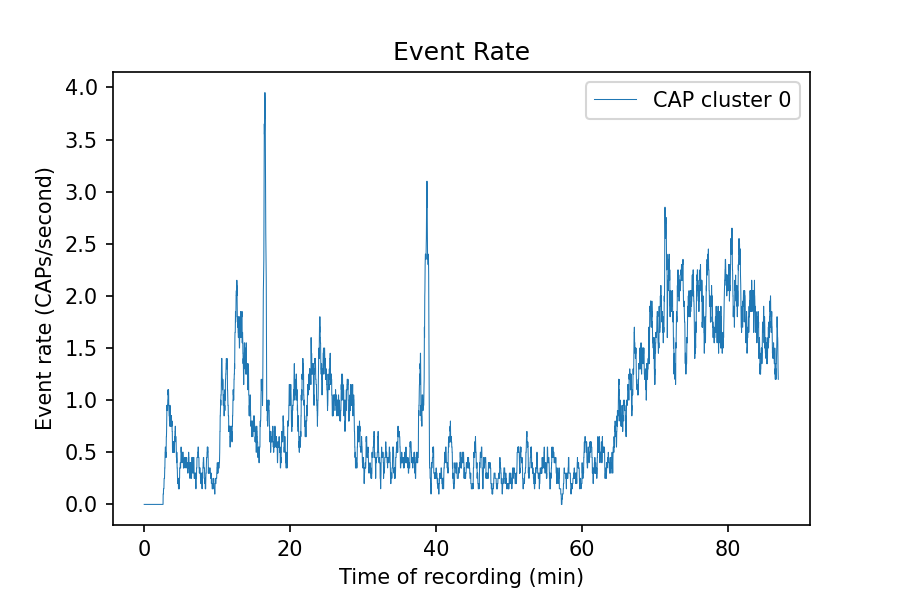 Event Rate
CAP cluster 0
Event rate (CAPs/second)
4.0
3.5
3.0
2.5
2.0
1.5
1.0
0.5
0.0
0 20 40 60 80
Time of recording (min)